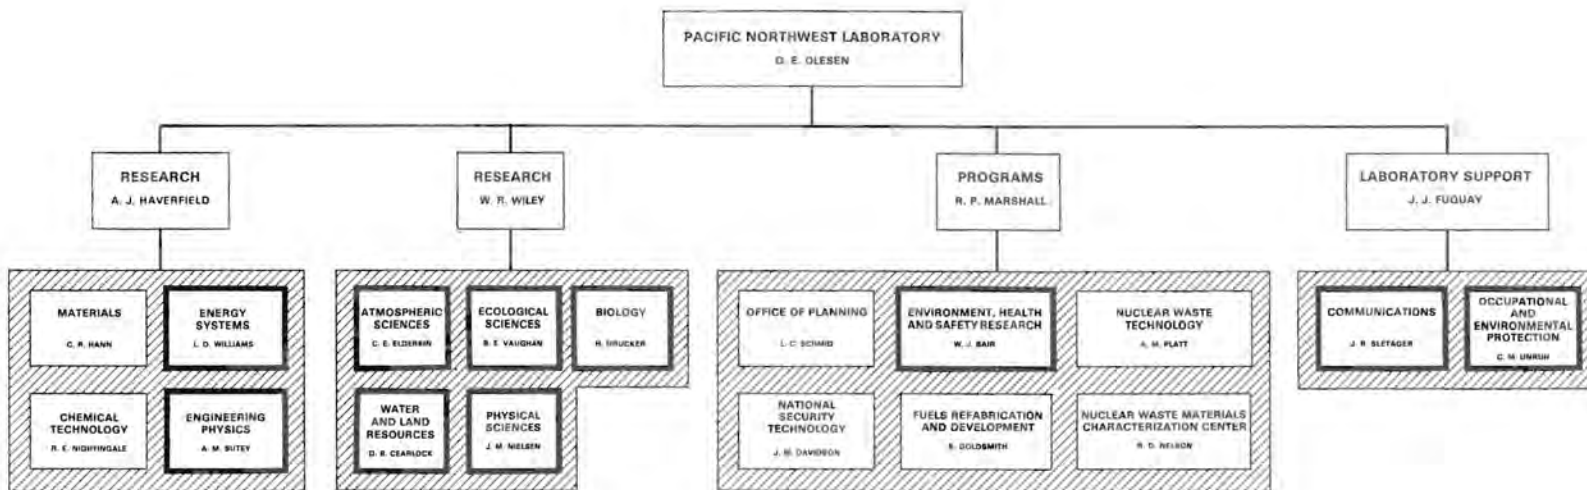 PACIFIC NORTHWEST LABORATORY
D. E. OLESEN
RESEARCH
A. J. HAVERFIELD
RESEARCH
W. R. WILEY
PROGRAMS
R. P. MARSHALL
LABORATORY SUPPORT
J. J. FUQUAY
MATERIALS
C. R. HANN
ENERGY
SYSTEMS
L. D. WILLIAMS
CHEMICAL
TECHNOLOGY
R. E. NIGHTINGALE
ENGINEERING
PHYSICS
A. M. SUTEY
ATMOSPHERIC
SCIENCES
C. E. ELDERKIN
ECOLOGICAL
SCIENCES
B. E. VAUGHAN
BIOLOGY
H. DRUCKER
WATER
AND LAND
RESOURCES
D. B. CEARLOCK
PHYSICAL
SCIENCES
J. M. NIELSEN
OFFICE OF PLANNING
L. C. SCHMID
ENVIRONMENT, HEALTH
AND SAFETY RESEARCH
W. J. BAIR
NUCLEAR WASTE
TECHNOLOGY
A. M. PLATT
NATIONAL
SECURITY
TECHNOLOGY
J. M. DAVIDSON
FUELS REFABRICATION
AND DEVELOPMENT
S. GOLDSMITH
NUCLEAR WASTE MATERIALS
CHARACTERIZATION CENTER
R. D. NELSON
COMMUNICATIONS
J. R. SLETAGER
OCCUPATIONAL
AND
ENVIRONMENTAL
PROTECTION
C. M. UNRUH